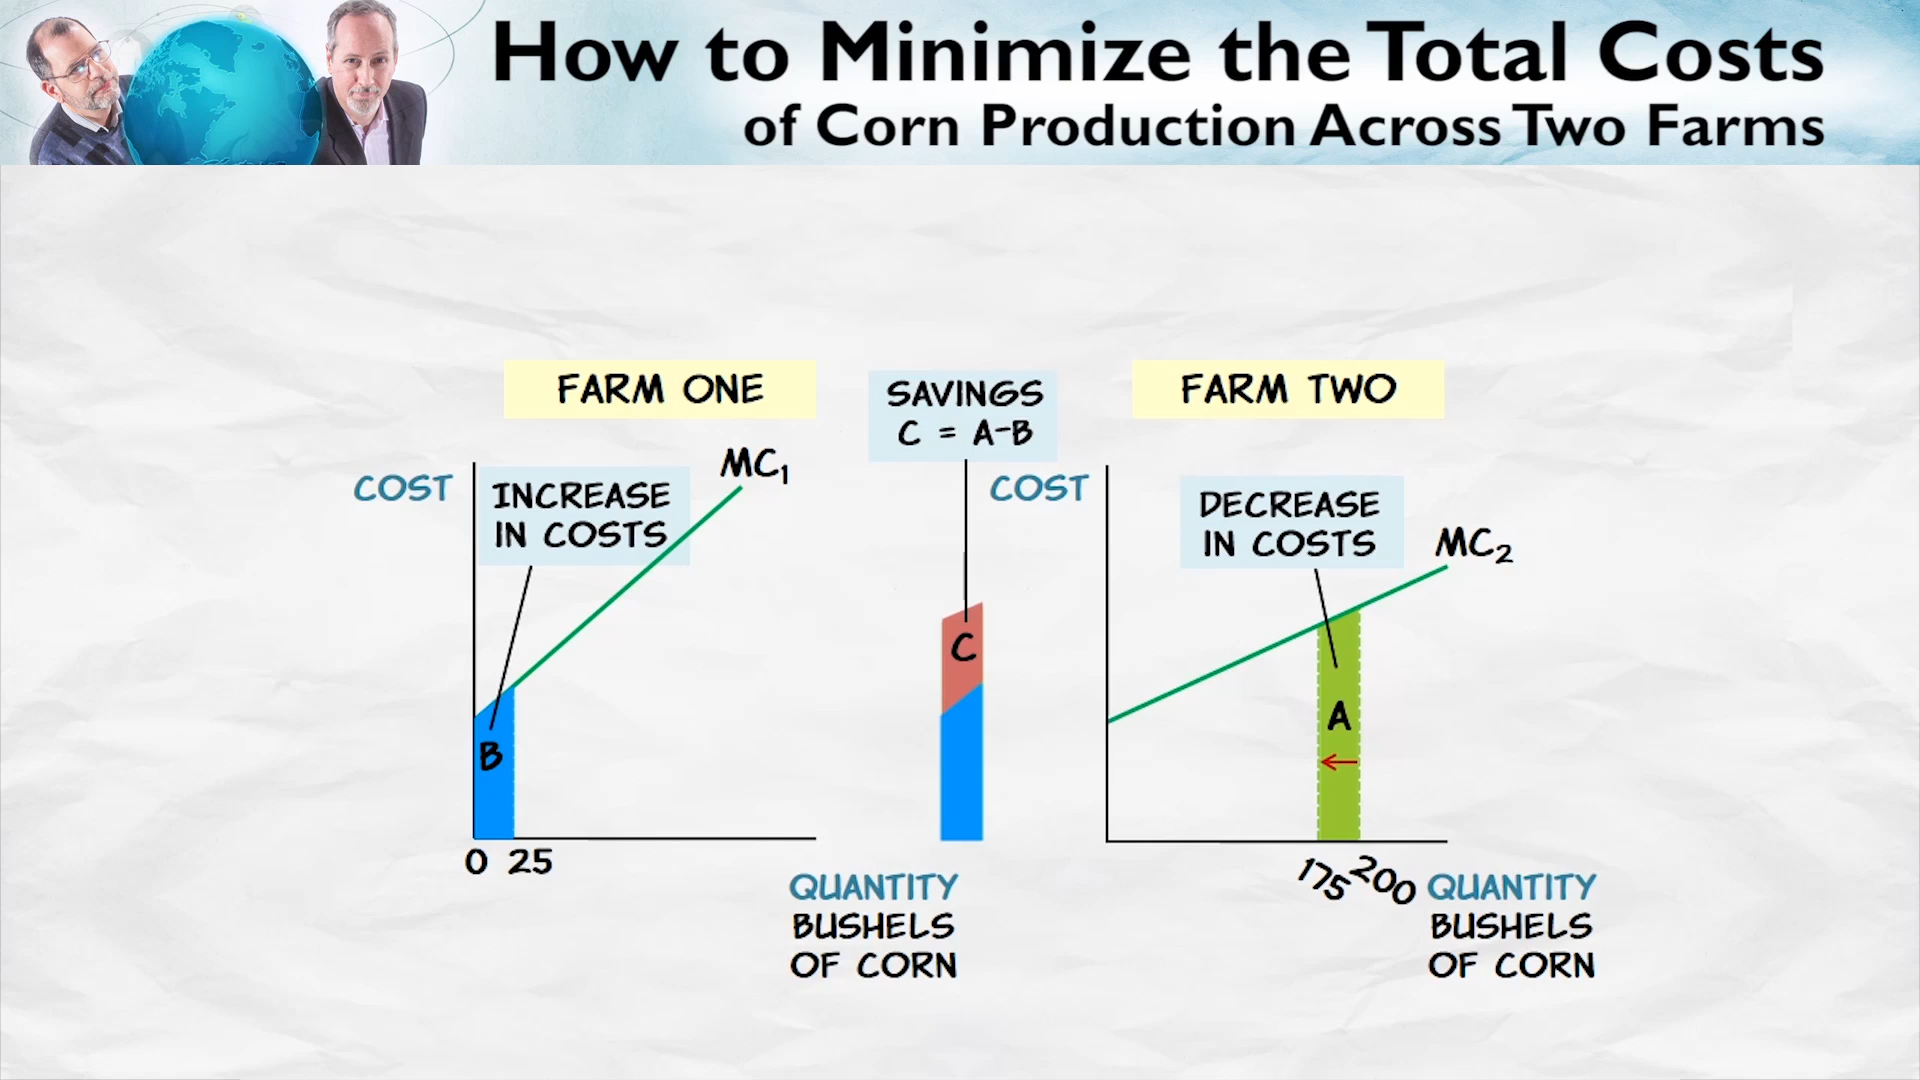 How to Minimize the Total Costs
of Corn Production Across Two Farms
FARM ONE
SAVINGS
C = A-B
FARM TWO
COST
INCREASE
IN COSTS
MC₁
COST
DECREASE
IN COSTS
MC₂
C
B
A
0 25
175 200
QUANTITY
BUSHELS
OF CORN
QUANTITY
BUSHELS
OF CORN